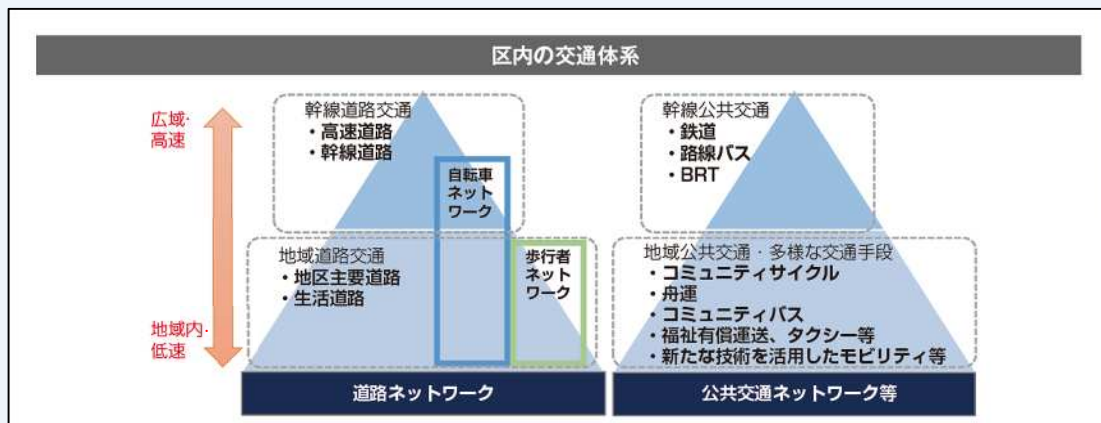 区内の交通体系
広域・
高速
地域内・
低速
幹線道路交通
・高速道路
・幹線道路
自転車
ネット
ワーク
地域道路交通
・地区主要道路
・生活道路
歩行者
ネット
ワーク
道路ネットワーク
幹線公共交通
・鉄道
・路線バス
・BRT
地域公共交通・多様な交通手段
・コミュニティサイクル
・舟運
・コミュニティバス
・福祉有償運送、タクシー等
・新たな技術を活用したモビリティ等
公共交通ネットワーク等